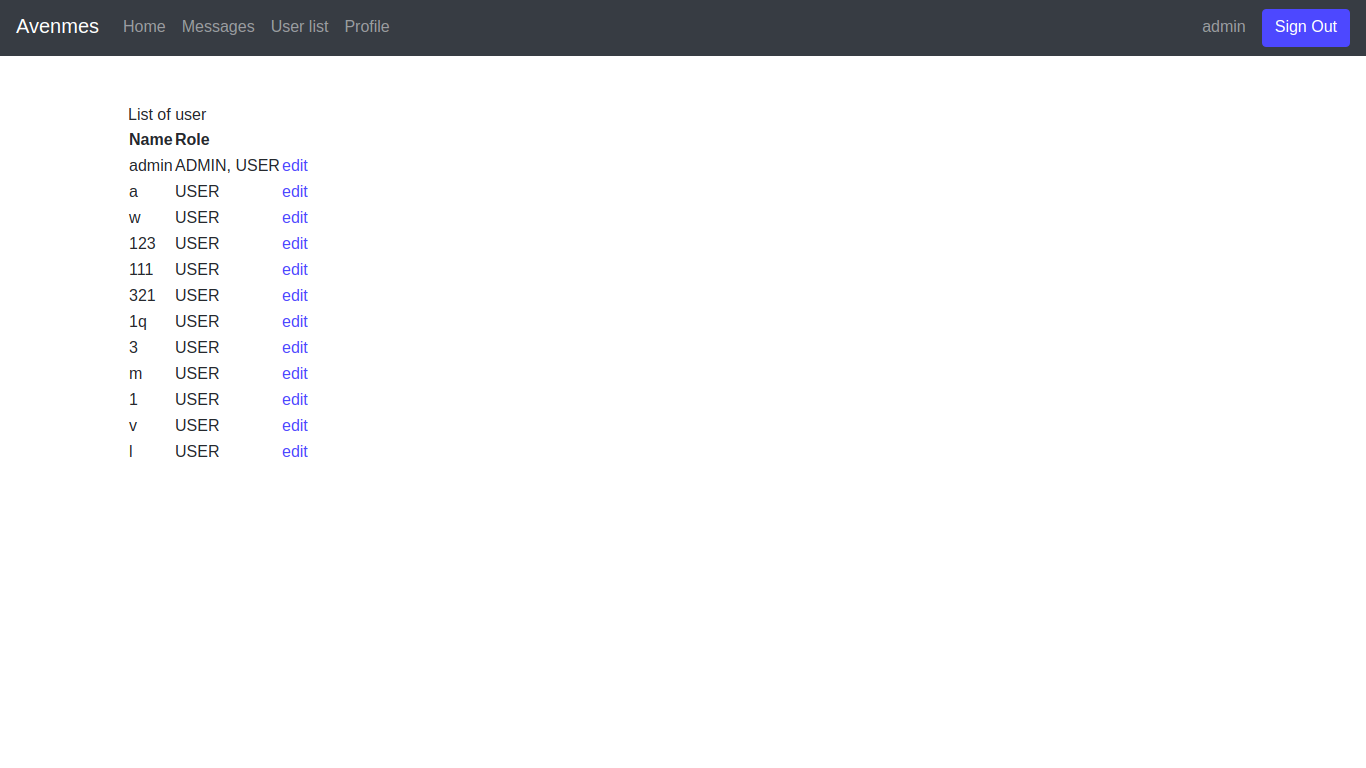 Avenmes Home Messages User list Profile admin Sign Out
List of user
Name Role
admin ADMIN, USER edit
a USER edit
w USER edit
123 USER edit
111 USER edit
321 USER edit
1q USER edit
3 USER edit
m USER edit
1 USER edit
v USER edit
l USER edit